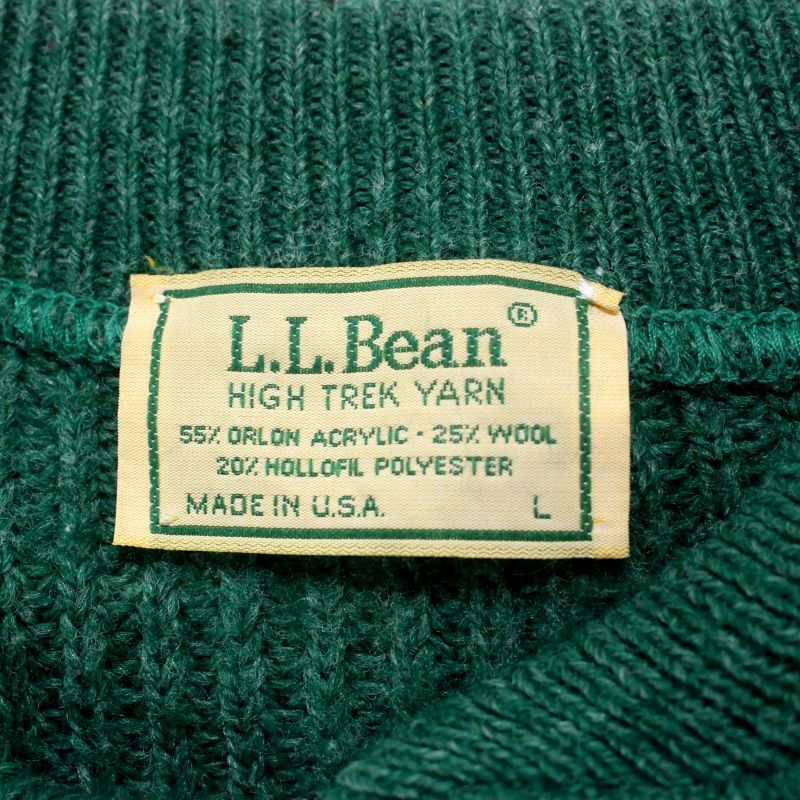 L.L.Bean®
HIGH TREK YARN
55% ORLON ACRYLIC · 25% WOOL
20% HOLLOFIL POLYESTER
MADE IN U.S.A. L